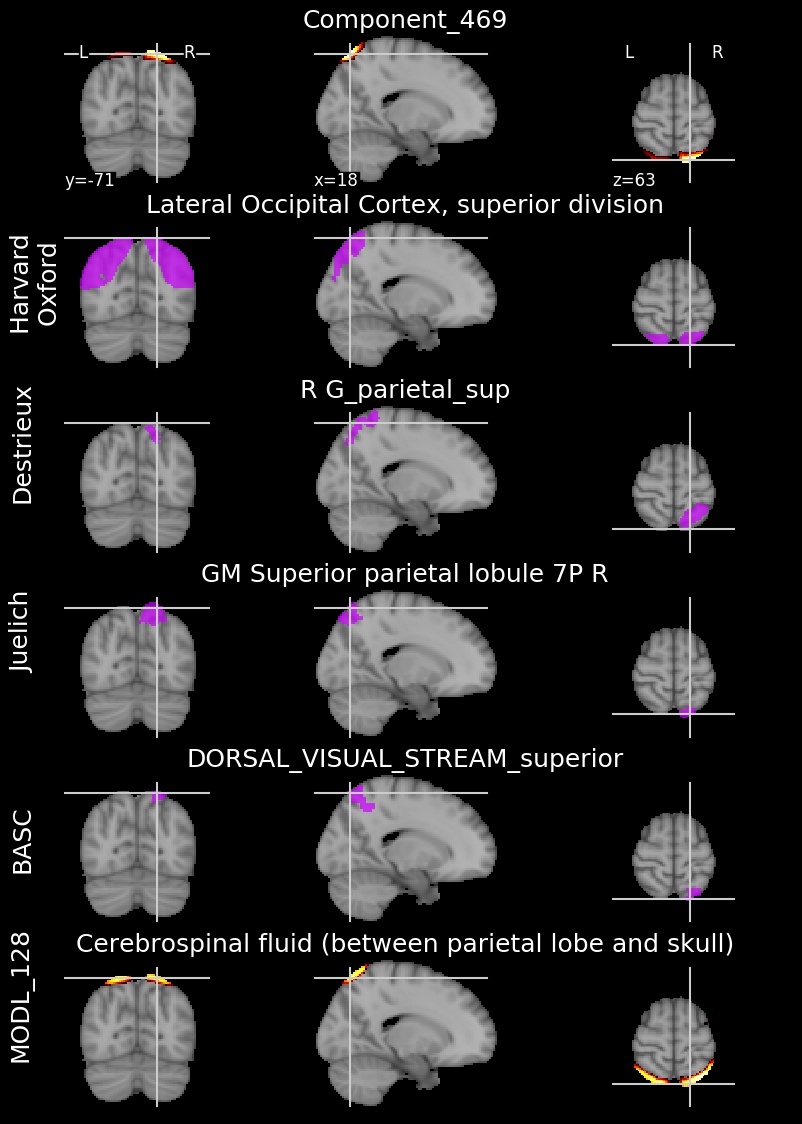 Component_469
L R L R
y=-71 x=18 z=63
Lateral Occipital Cortex, superior division
Harvard
Oxford
R G_parietal_sup
Destrieux
GM Superior parietal lobule 7P R
Juelich
DORSAL_VISUAL_STREAM_superior
BASC
Cerebrospinal fluid (between parietal lobe and skull)
MODL_128